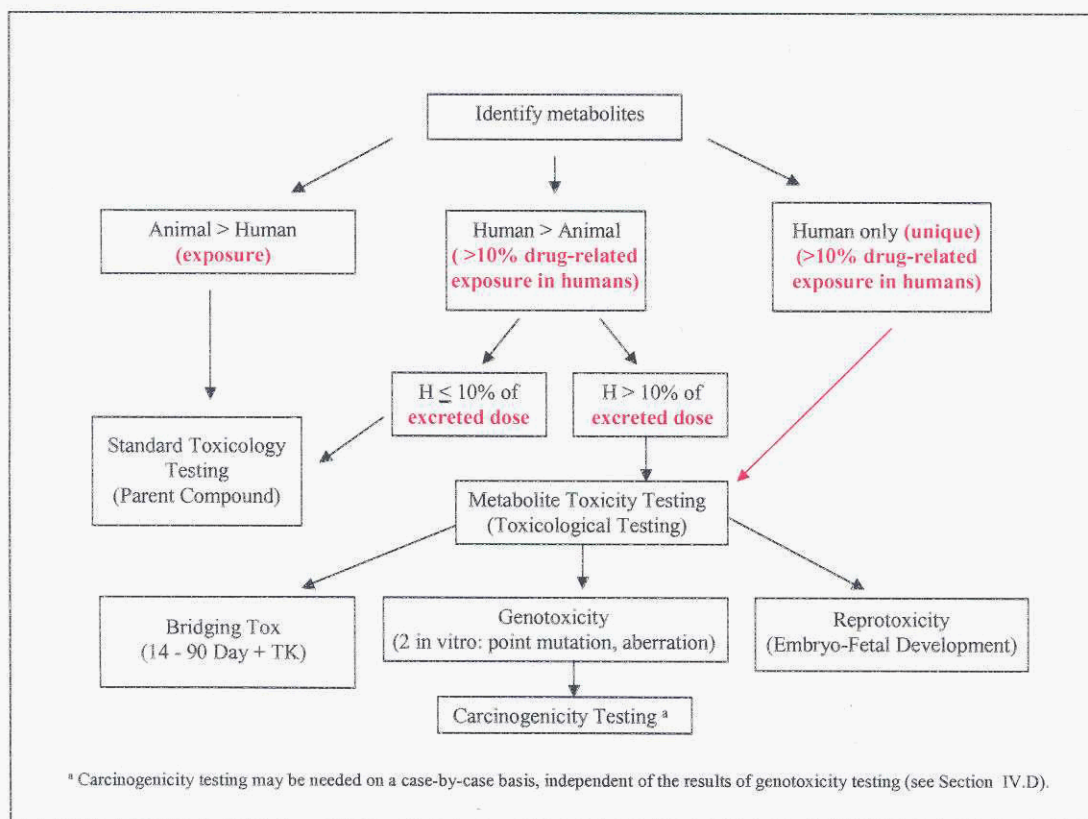 Identify metabolites
Animal > Human
(exposure)
Human > Animal
( >10% drug-related
exposure in humans)
Human only (unique)
(>10% drug-related
exposure in humans)
H ≤ 10% of
excreted dose
H > 10% of
excreted dose
Standard Toxicology
Testing
(Parent Compound)
Metabolite Toxicity Testing
(Toxicological Testing)
Bridging Tox
(14 - 90 Day + TK)
Genotoxicity
(2 in vitro: point mutation, aberration)
Reprotoxicity
(Embryo-Fetal Development)
Carcinogenicity Testing ᵃ
ᵃ Carcinogenicity testing may be needed on a case-by-case basis, independent of the results of genotoxicity testing (see Section IV.D).